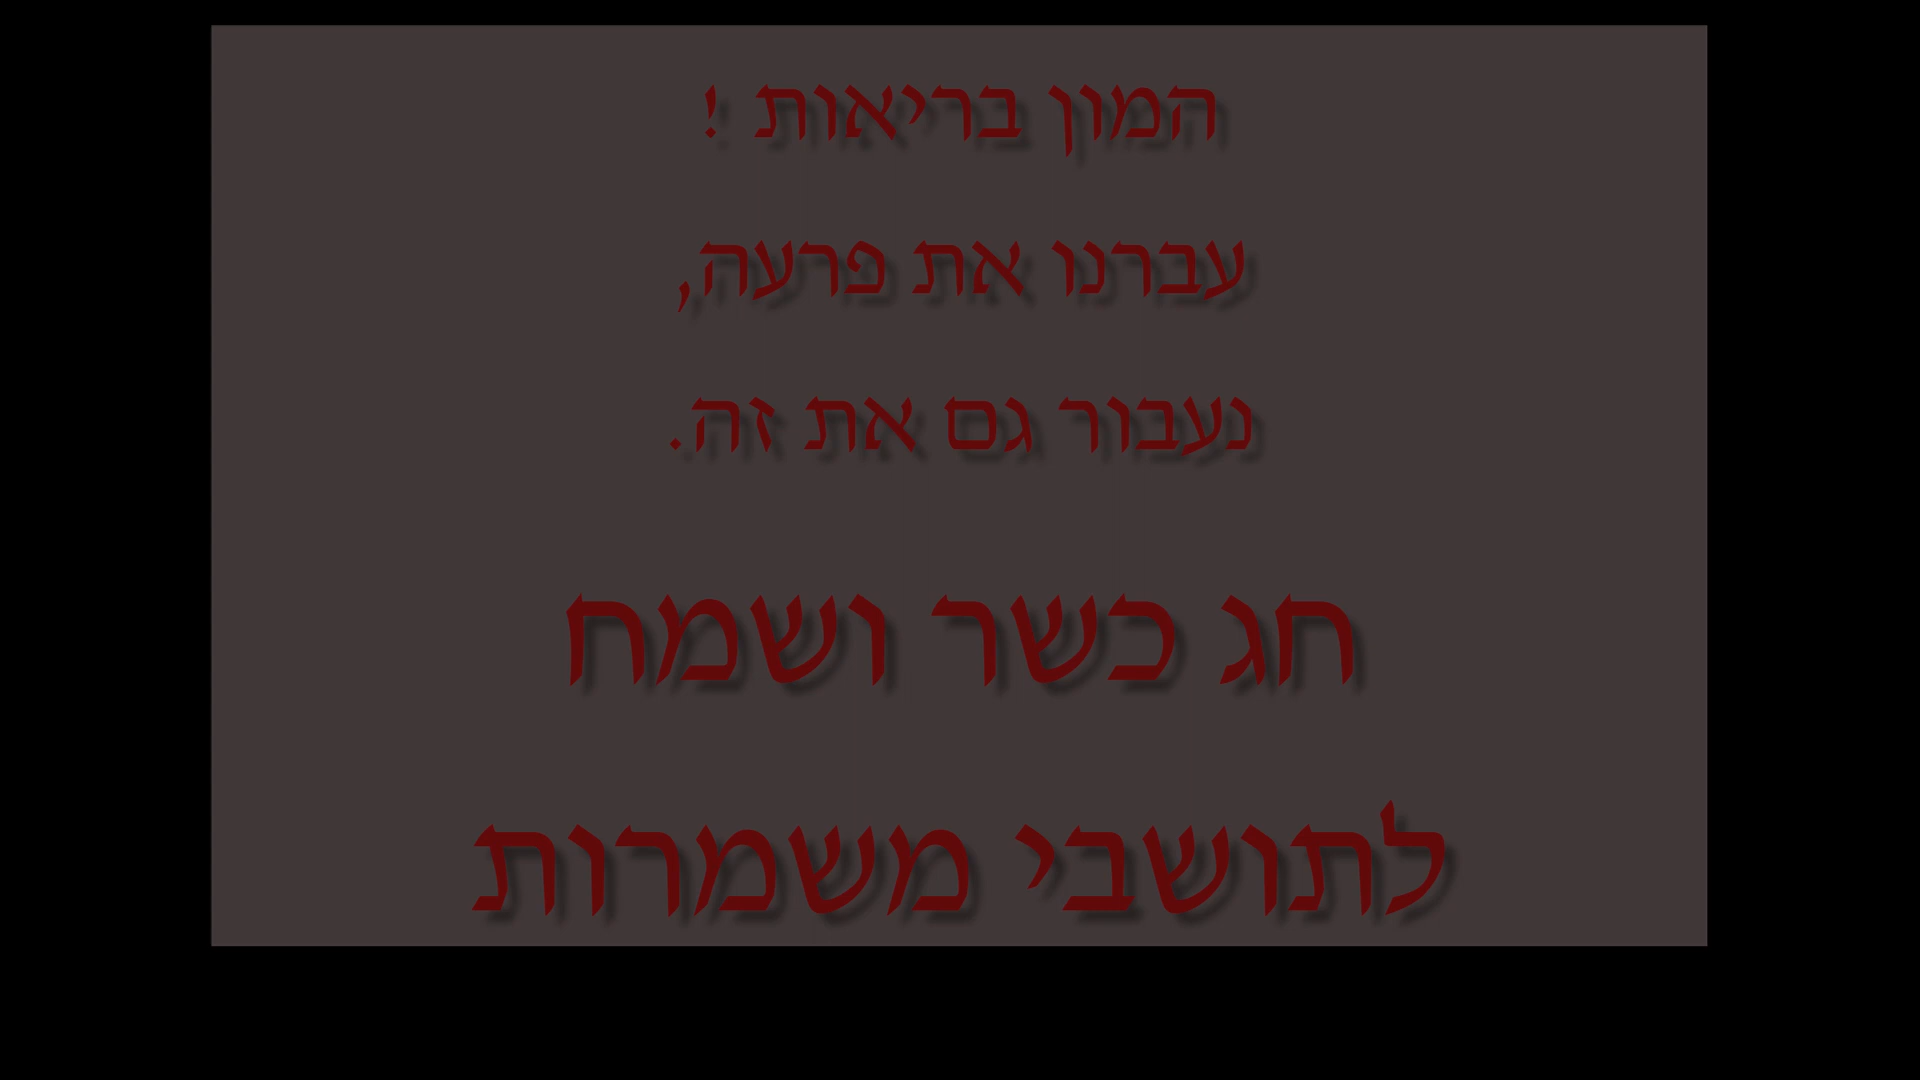 המון בריאות !
עברנו את פרעה,
נעבור גם את זה.
חג כשר ושמח
לתושבי משמרות